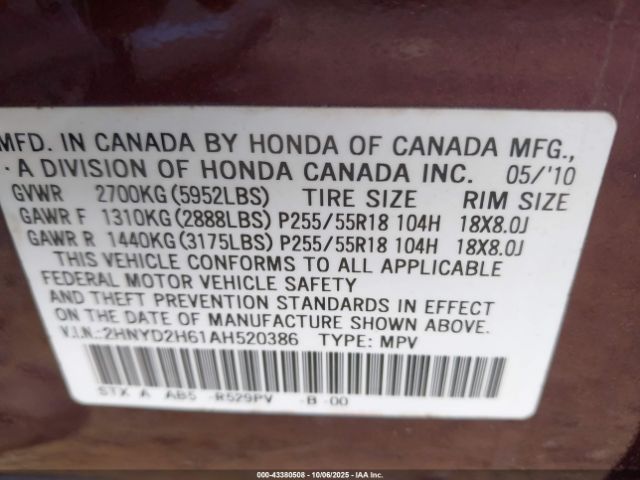 MFD. IN CANADA BY HONDA OF CANADA MFG.,
· A DIVISION OF HONDA CANADA INC. 05/'10
GVWR 2700KG(5952LBS) TIRE SIZE RIM SIZE
GAWR F 1310KG(2888LBS) P255/55R18 104H 18X8.0J
GAWR R 1440KG(3175LBS) P255/55R18 104H 18X8.0J
THIS VEHICLE CONFORMS TO ALL APPLICABLE
FEDERAL MOTOR VEHICLE SAFETY
AND THEFT PREVENTION STANDARDS IN EFFECT
ON THE DATE OF MANUFACTURE SHOWN ABOVE.
V.I.N.:2HNYD2H61AH520386 TYPE: MPV
STX A AB5 -R529PV -B -00
000-43380508 | 10/06/2025 | Copyright © IAA, Inc.